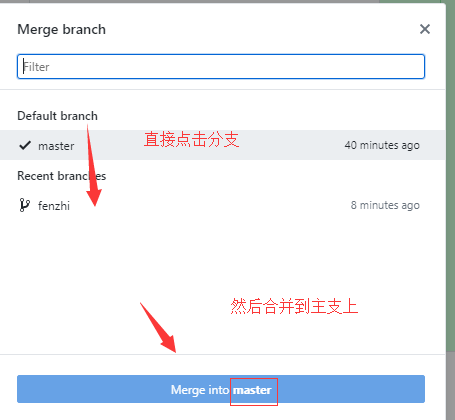 Merge branch
Filter
Default branch
直接点击分支
master 40 minutes ago
Recent branches
fenzhi 8 minutes ago
然后合并到主支上
Merge into master